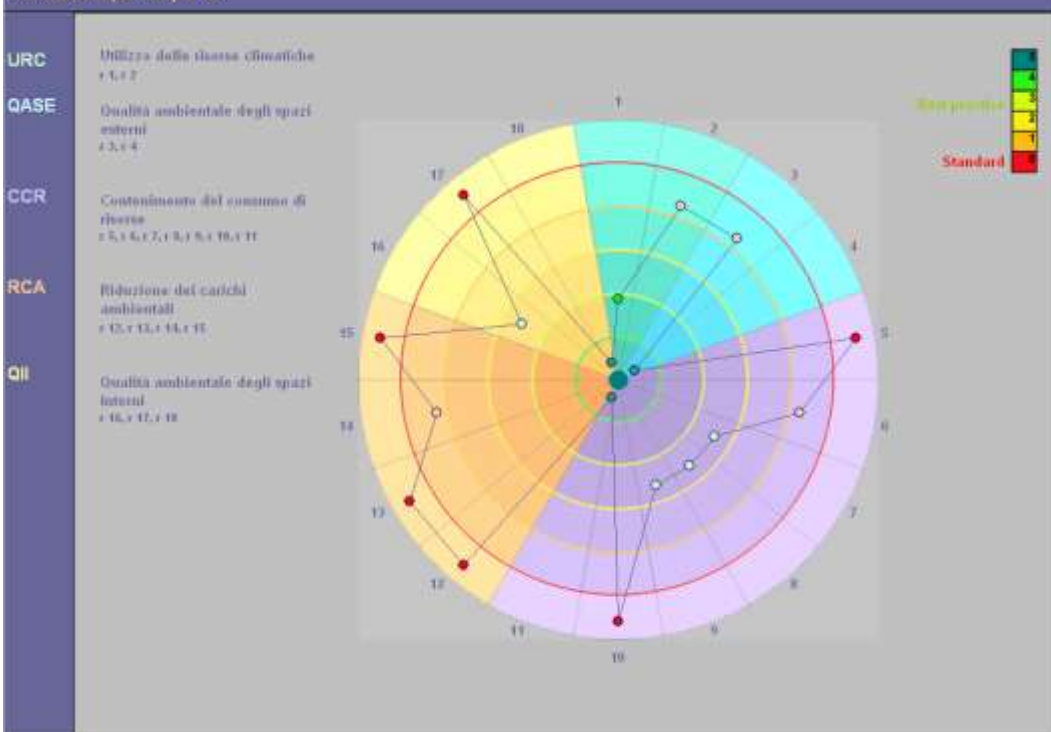 URC
Utilizzo delle risorse climatiche
r 1, r 2
QASE
Qualità ambientale degli spazi
esterni
r 3, r 4
CCR
Contenimento del consumo di
risorse
r 5, r 6, r 7, r 8, r 9, r 10, r 11
RCA
Riduzione dei carichi
ambientali
r 12, r 13, r 14, r 15
QII
Qualità ambientale degli spazi
interni
r 16, r 17, r 18
1
2
3
4
5
6
7
8
9
10
11
12
13
14
15
16
17
18
5
4
3
Best practice
2
1
Standard
0